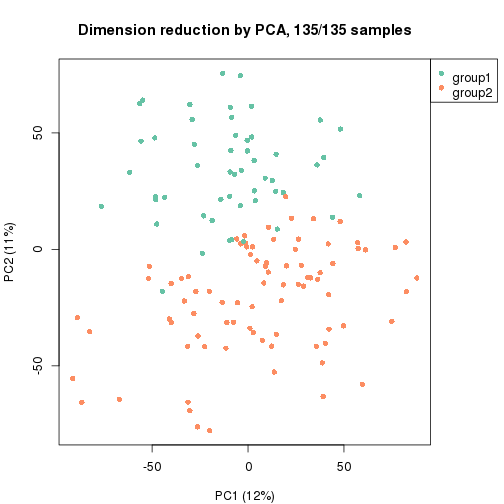 Dimension reduction by PCA, 135/135 samples
group1
group2
50
0
-50
PC2 (11%)
-50
0
50
PC1 (12%)